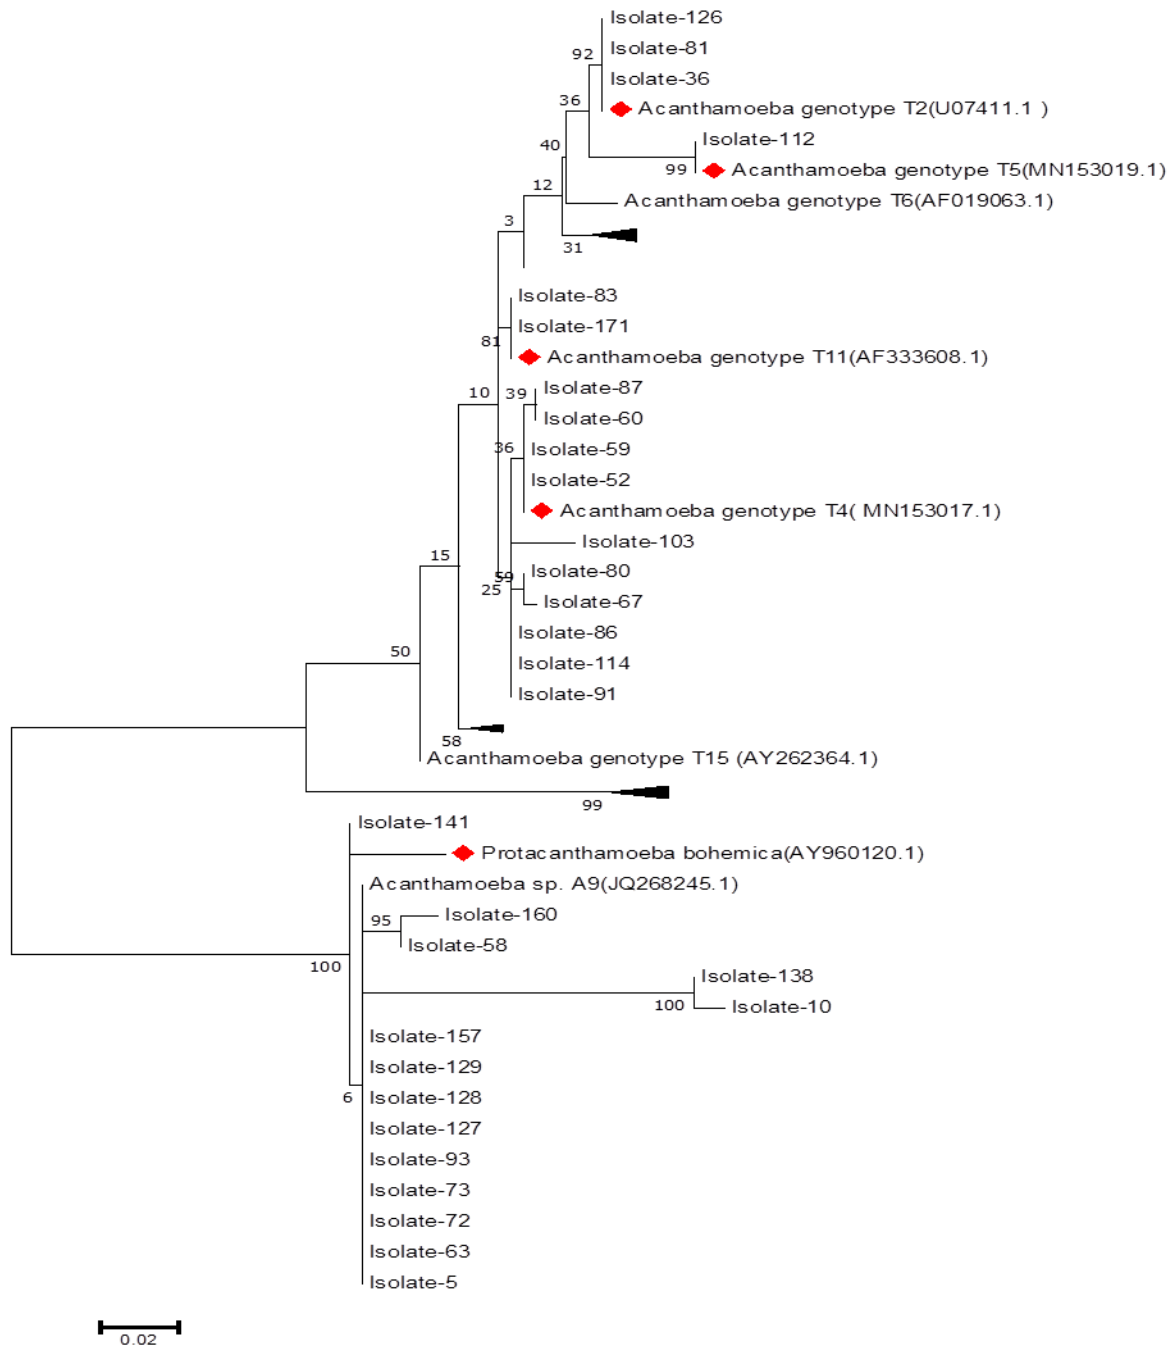 Isolate-126
Isolate-81
92
Isolate-36
36
Acanthamoeba genotype T2(U07411.1 )
Isolate-112
40
99
Acanthamoeba genotype T5(MN153019.1)
12
Acanthamoeba genotype T6(AF019063.1)
3
31
Isolate-83
Isolate-171
81
Acanthamoeba genotype T11(AF333608.1)
10
39
Isolate-87
Isolate-60
36
Isolate-59
Isolate-52
Acanthamoeba genotype T4( MN153017.1)
Isolate-103
15
59
Isolate-80
25
Isolate-67
Isolate-86
50
Isolate-114
Isolate-91
58
Acanthamoeba genotype T15 (AY262364.1)
99
Isolate-141
Protacanthamoeba bohemica(AY960120.1)
Acanthamoeba sp. A9(JQ268245.1)
95
Isolate-160
Isolate-58
100
Isolate-138
100
Isolate-10
Isolate-157
Isolate-129
6
Isolate-128
Isolate-127
Isolate-93
Isolate-73
Isolate-72
Isolate-63
Isolate-5
0.02